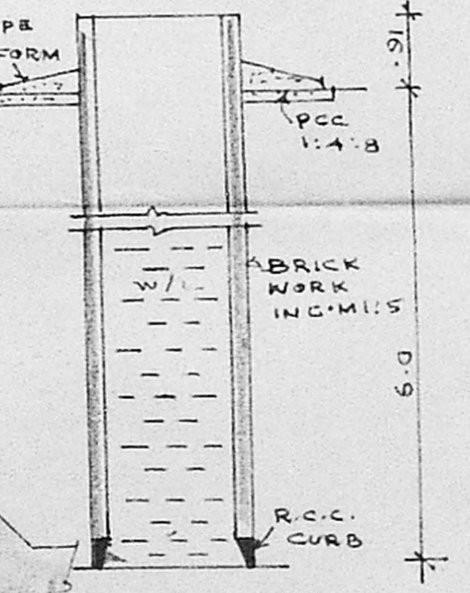 PE
FORM
.91
PCC
1:4:8
W/L
BRICK
WORK
IN C.M 1:5
6.0
R.C.C.
CURB